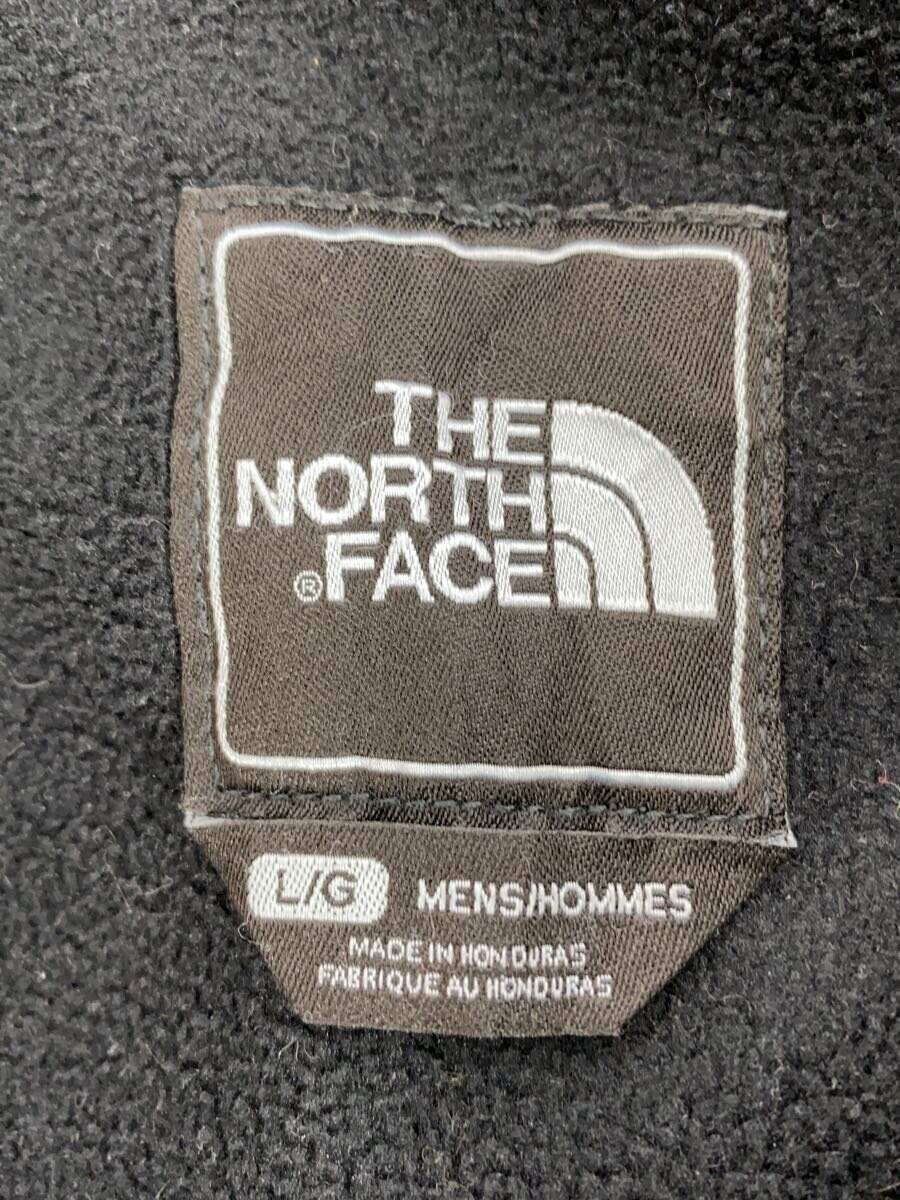 THE
NORTH
®FACE
L/G MENS/HOMMES
MADE IN HONDURAS
FABRIQUE AU HONDURAS